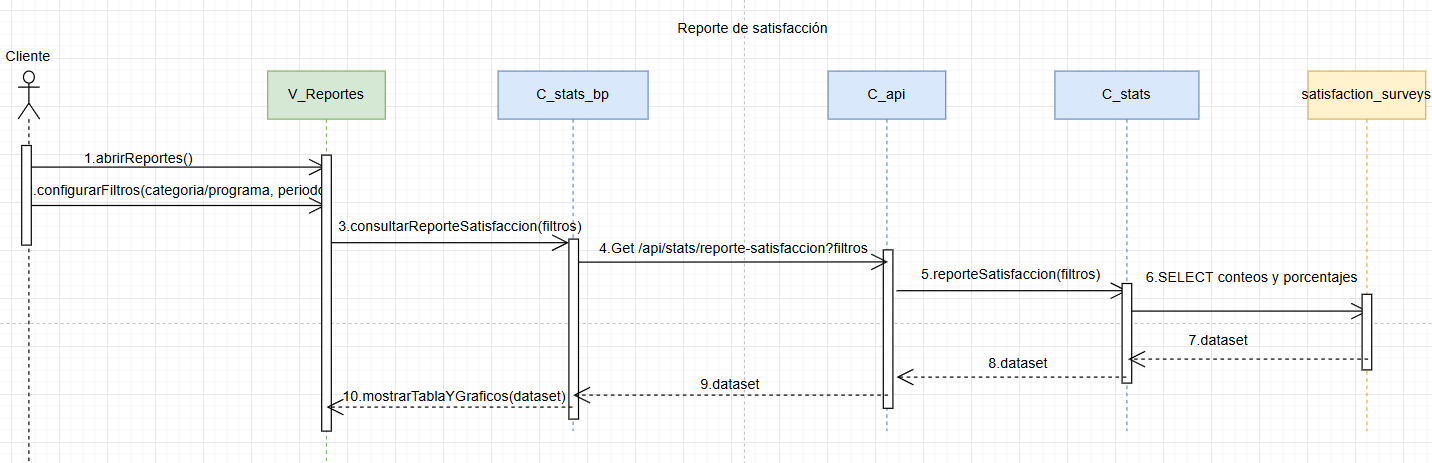 Reporte de satisfacción
Cliente
V_Reportes
C_stats_bp
C_api
C_stats
satisfaction_surveys
1.abrirReportes()
.configurarFiltros(categoria/programa, periodo
3.consultarReporteSatisfaccion(filtros)
4.Get /api/stats/reporte-satisfaccion?filtros
5.reporteSatisfaccion(filtros)
6.SELECT conteos y porcentajes
7.dataset
8.dataset
9.dataset
10.mostrarTablaYGraficos(dataset)